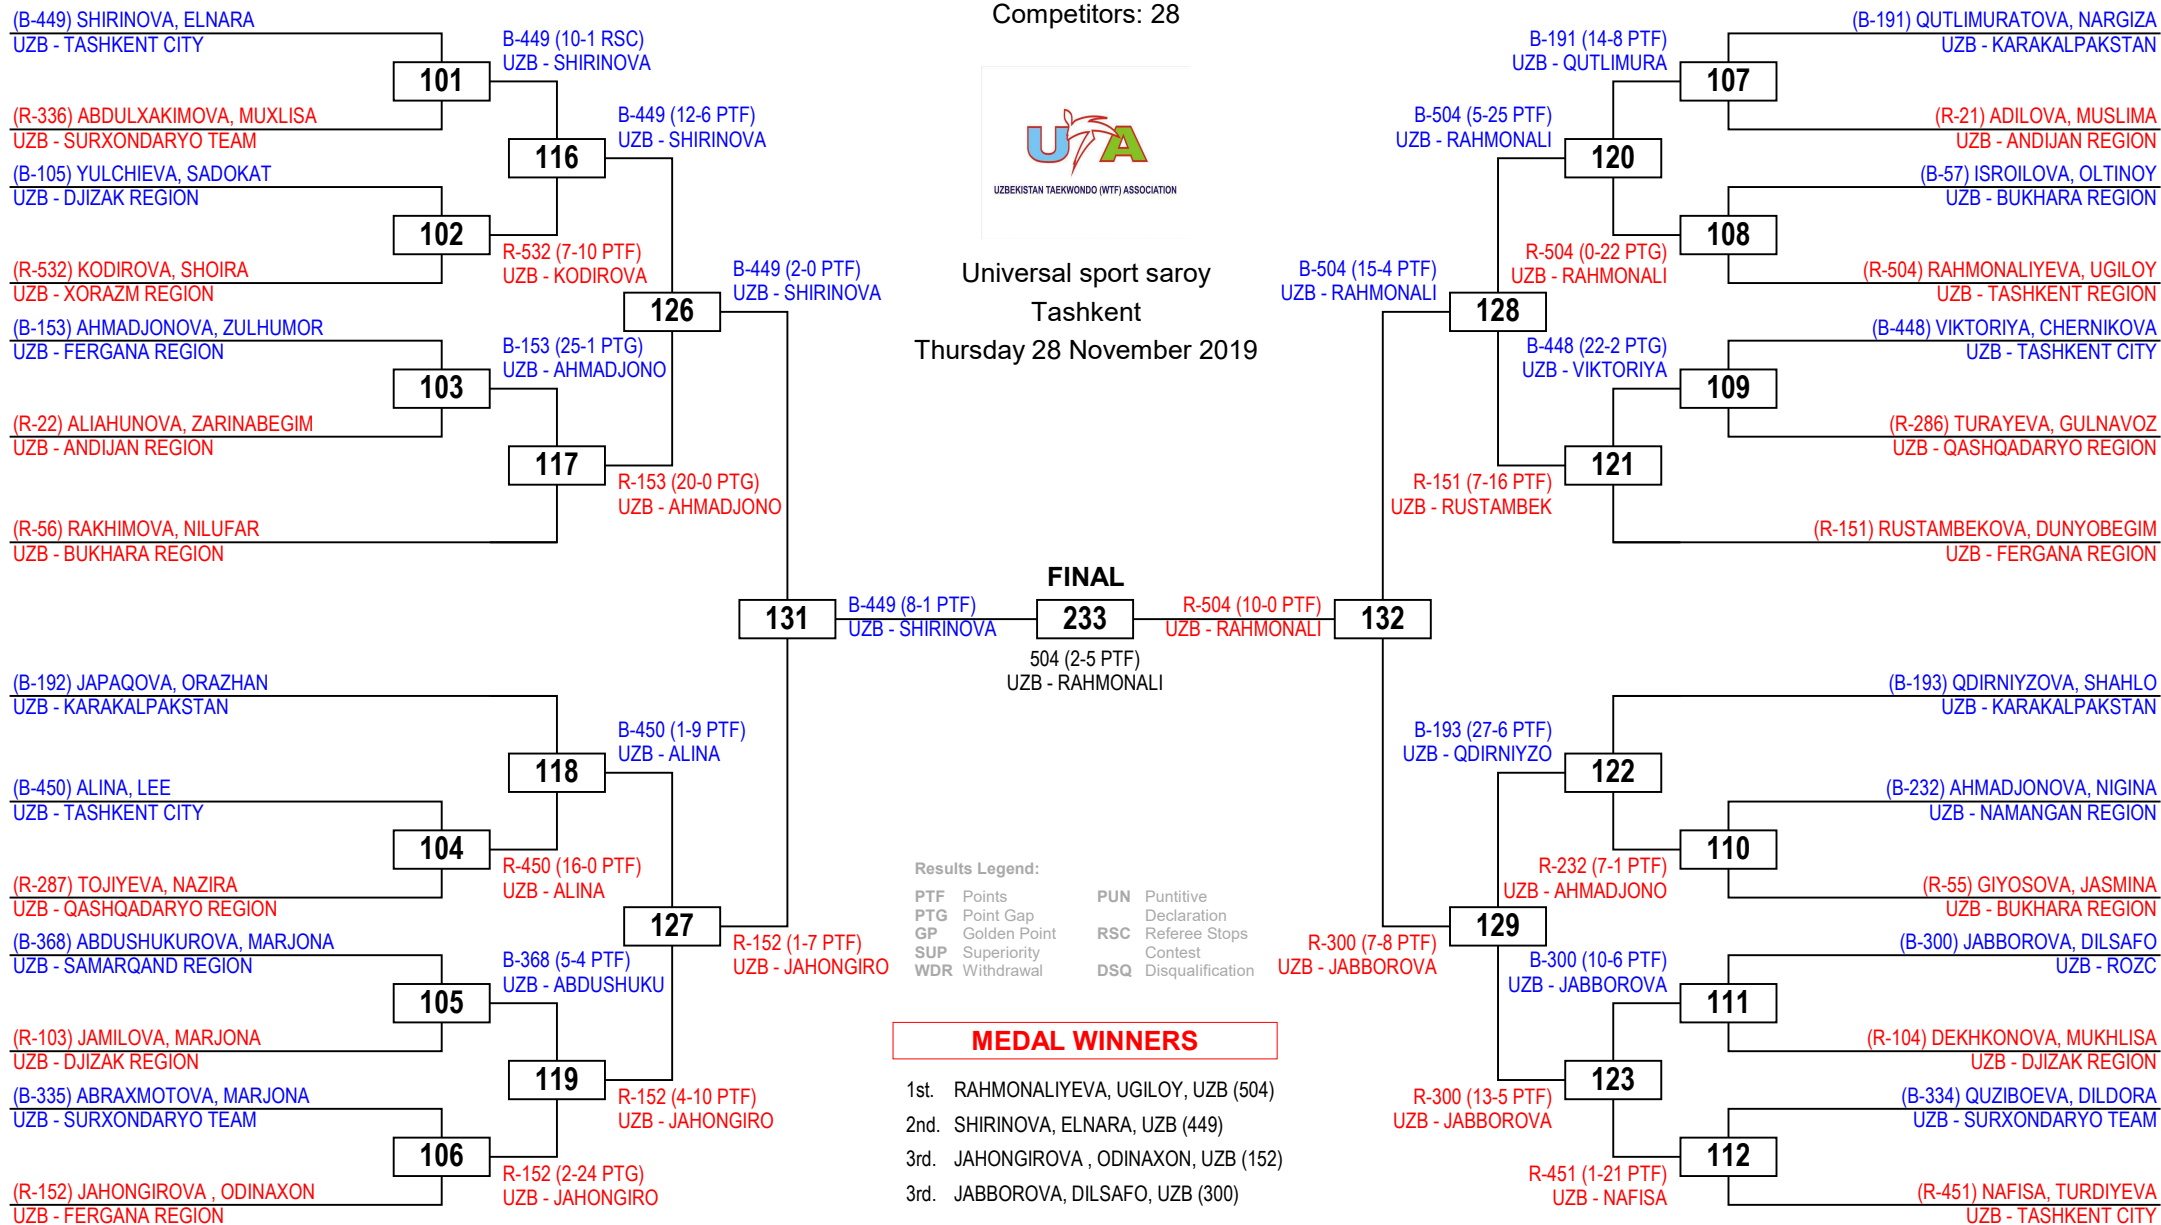 Competitors: 28
UTA
UZBEKISTAN TAEKWONDO (WTF) ASSOCIATION
Universal sport saroy
Tashkent
Thursday 28 November 2019
(B-449) SHIRINOVA, ELNARA
UZB - TASHKENT CITY
101
(R-336) ABDULXAKIMOVA, MUXLISA
UZB - SURXONDARYO TEAM
(B-105) YULCHIEVA, SADOKAT
UZB - DJIZAK REGION
102
(R-532) KODIROVA, SHOIRA
UZB - XORAZM REGION
(B-153) AHMADJONOVA, ZULHUMOR
UZB - FERGANA REGION
103
(R-22) ALIAHUNOVA, ZARINABEGIM
UZB - ANDIJAN REGION
(R-56) RAKHIMOVA, NILUFAR
UZB - BUKHARA REGION
(B-192) JAPAQOVA, ORAZHAN
UZB - KARAKALPAKSTAN
(B-450) ALINA, LEE
UZB - TASHKENT CITY
104
(R-287) TOJIYEVA, NAZIRA
UZB - QASHQADARYO REGION
(B-368) ABDUSHUKUROVA, MARJONA
UZB - SAMARQAND REGION
105
(R-103) JAMILOVA, MARJONA
UZB - DJIZAK REGION
(B-335) ABRAXMOTOVA, MARJONA
UZB - SURXONDARYO TEAM
106
(R-152) JAHONGIROVA , ODINAXON
UZB - FERGANA REGION
B-449 (10-1 RSC)
UZB - SHIRINOVA
116
R-532 (7-10 PTF)
UZB - KODIROVA
B-153 (25-1 PTG)
UZB - AHMADJONO
117
118
R-450 (16-0 PTF)
UZB - ALINA
B-368 (5-4 PTF)
UZB - ABDUSHUKU
119
R-152 (2-24 PTG)
UZB - JAHONGIRO
B-449 (12-6 PTF)
UZB - SHIRINOVA
126
R-153 (20-0 PTG)
UZB - AHMADJONO
B-450 (1-9 PTF)
UZB - ALINA
127
R-152 (4-10 PTF)
UZB - JAHONGIRO
B-449 (2-0 PTF)
UZB - SHIRINOVA
131
R-152 (1-7 PTF)
UZB - JAHONGIRO
B-449 (8-1 PTF)
UZB - SHIRINOVA
FINAL
233
504 (2-5 PTF)
UZB - RAHMONALI
R-504 (10-0 PTF)
UZB - RAHMONALI
B-504 (15-4 PTF)
UZB - RAHMONALI
132
R-300 (7-8 PTF)
UZB - JABBOROVA
B-504 (5-25 PTF)
UZB - RAHMONALI
128
R-151 (7-16 PTF)
UZB - RUSTAMBEK
B-193 (27-6 PTF)
UZB - QDIRNIYZO
129
R-300 (13-5 PTF)
UZB - JABBOROVA
B-191 (14-8 PTF)
UZB - QUTLIMURA
120
R-504 (0-22 PTG)
UZB - RAHMONALI
B-448 (22-2 PTG)
UZB - VIKTORIYA
121
122
R-232 (7-1 PTF)
UZB - AHMADJONO
B-300 (10-6 PTF)
UZB - JABBOROVA
123
R-451 (1-21 PTF)
UZB - NAFISA
(B-191) QUTLIMURATOVA, NARGIZA
UZB - KARAKALPAKSTAN
107
(R-21) ADILOVA, MUSLIMA
UZB - ANDIJAN REGION
(B-57) ISROILOVA, OLTINOY
UZB - BUKHARA REGION
108
(R-504) RAHMONALIYEVA, UGILOY
UZB - TASHKENT REGION
(B-448) VIKTORIYA, CHERNIKOVA
UZB - TASHKENT CITY
109
(R-286) TURAYEVA, GULNAVOZ
UZB - QASHQADARYO REGION
(R-151) RUSTAMBEKOVA, DUNYOBEGIM
UZB - FERGANA REGION
(B-193) QDIRNIYZOVA, SHAHLO
UZB - KARAKALPAKSTAN
(B-232) AHMADJONOVA, NIGINA
UZB - NAMANGAN REGION
110
(R-55) GIYOSOVA, JASMINA
UZB - BUKHARA REGION
(B-300) JABBOROVA, DILSAFO
UZB - ROZC
111
(R-104) DEKHKONOVA, MUKHLISA
UZB - DJIZAK REGION
(B-334) QUZIBOEVA, DILDORA
UZB - SURXONDARYO TEAM
112
(R-451) NAFISA, TURDIYEVA
UZB - TASHKENT CITY
Results Legend:
PTF Points
PTG Point Gap
GP Golden Point
SUP Superiority
WDR Withdrawal
PUN Puntitive
Declaration
RSC Referee Stops
Contest
DSQ Disqualification
MEDAL WINNERS
1st. RAHMONALIYEVA, UGILOY, UZB (504)
2nd. SHIRINOVA, ELNARA, UZB (449)
3rd. JAHONGIROVA , ODINAXON, UZB (152)
3rd. JABBOROVA, DILSAFO, UZB (300)